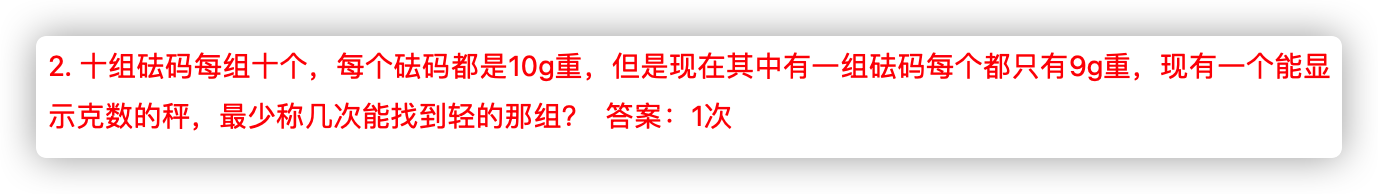 2. 十组砝码每组十个，每个砝码都是10g重，但是现在其中有一组砝码每个都只有9g重，现有一个能显
示克数的秤，最少称几次能找到轻的那组？ 答案：1次